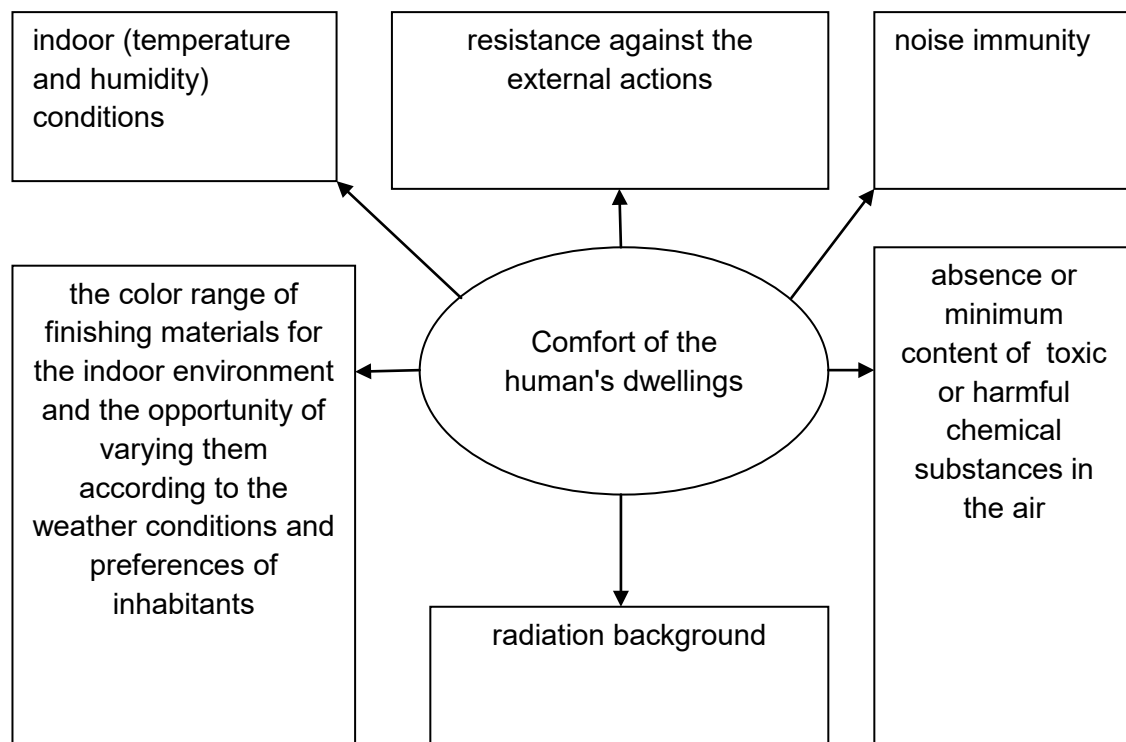 indoor (temperature
and humidity)
conditions
resistance against the
external actions
noise immunity
the color range of
finishing materials for
the indoor environment
and the opportunity of
varying them
according to the
weather conditions and
preferences of
inhabitants
Comfort of the
human's dwellings
absence or
minimum
content of  toxic
or harmful
chemical
substances in
the air
radiation background